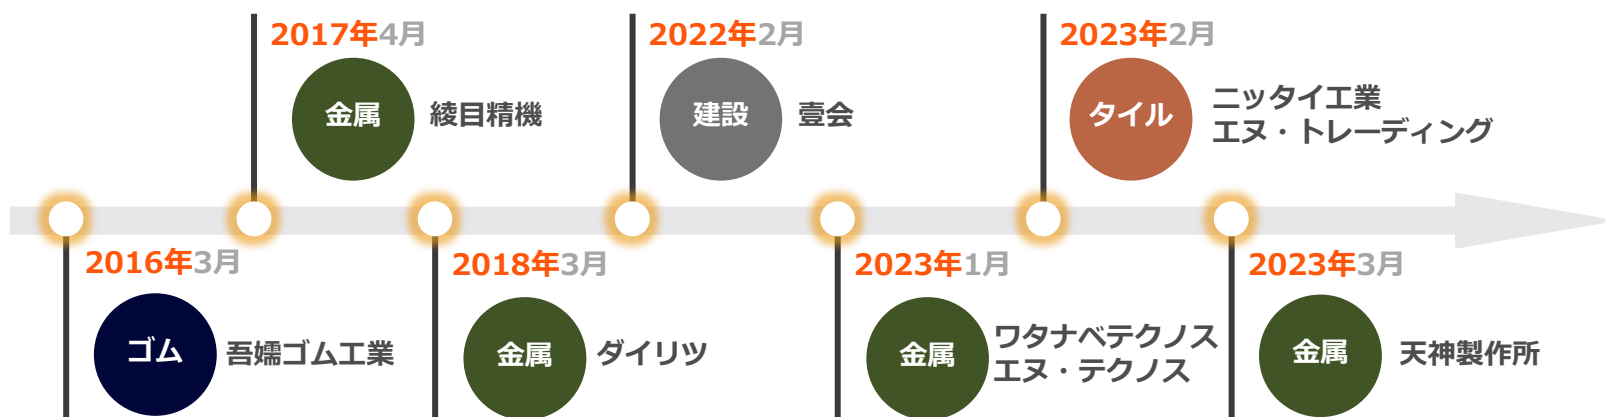 2017年4月
金属
綾目精機
2022年2月
建設
壹会
2023年2月
タイル
ニッタイ工業
エヌ・トレーディング
2016年3月
ゴム
吾嬬ゴム工業
2018年3月
金属
ダイリツ
2023年1月
金属
ワタナベテクノス
エヌ・テクノス
2023年3月
金属
天神製作所